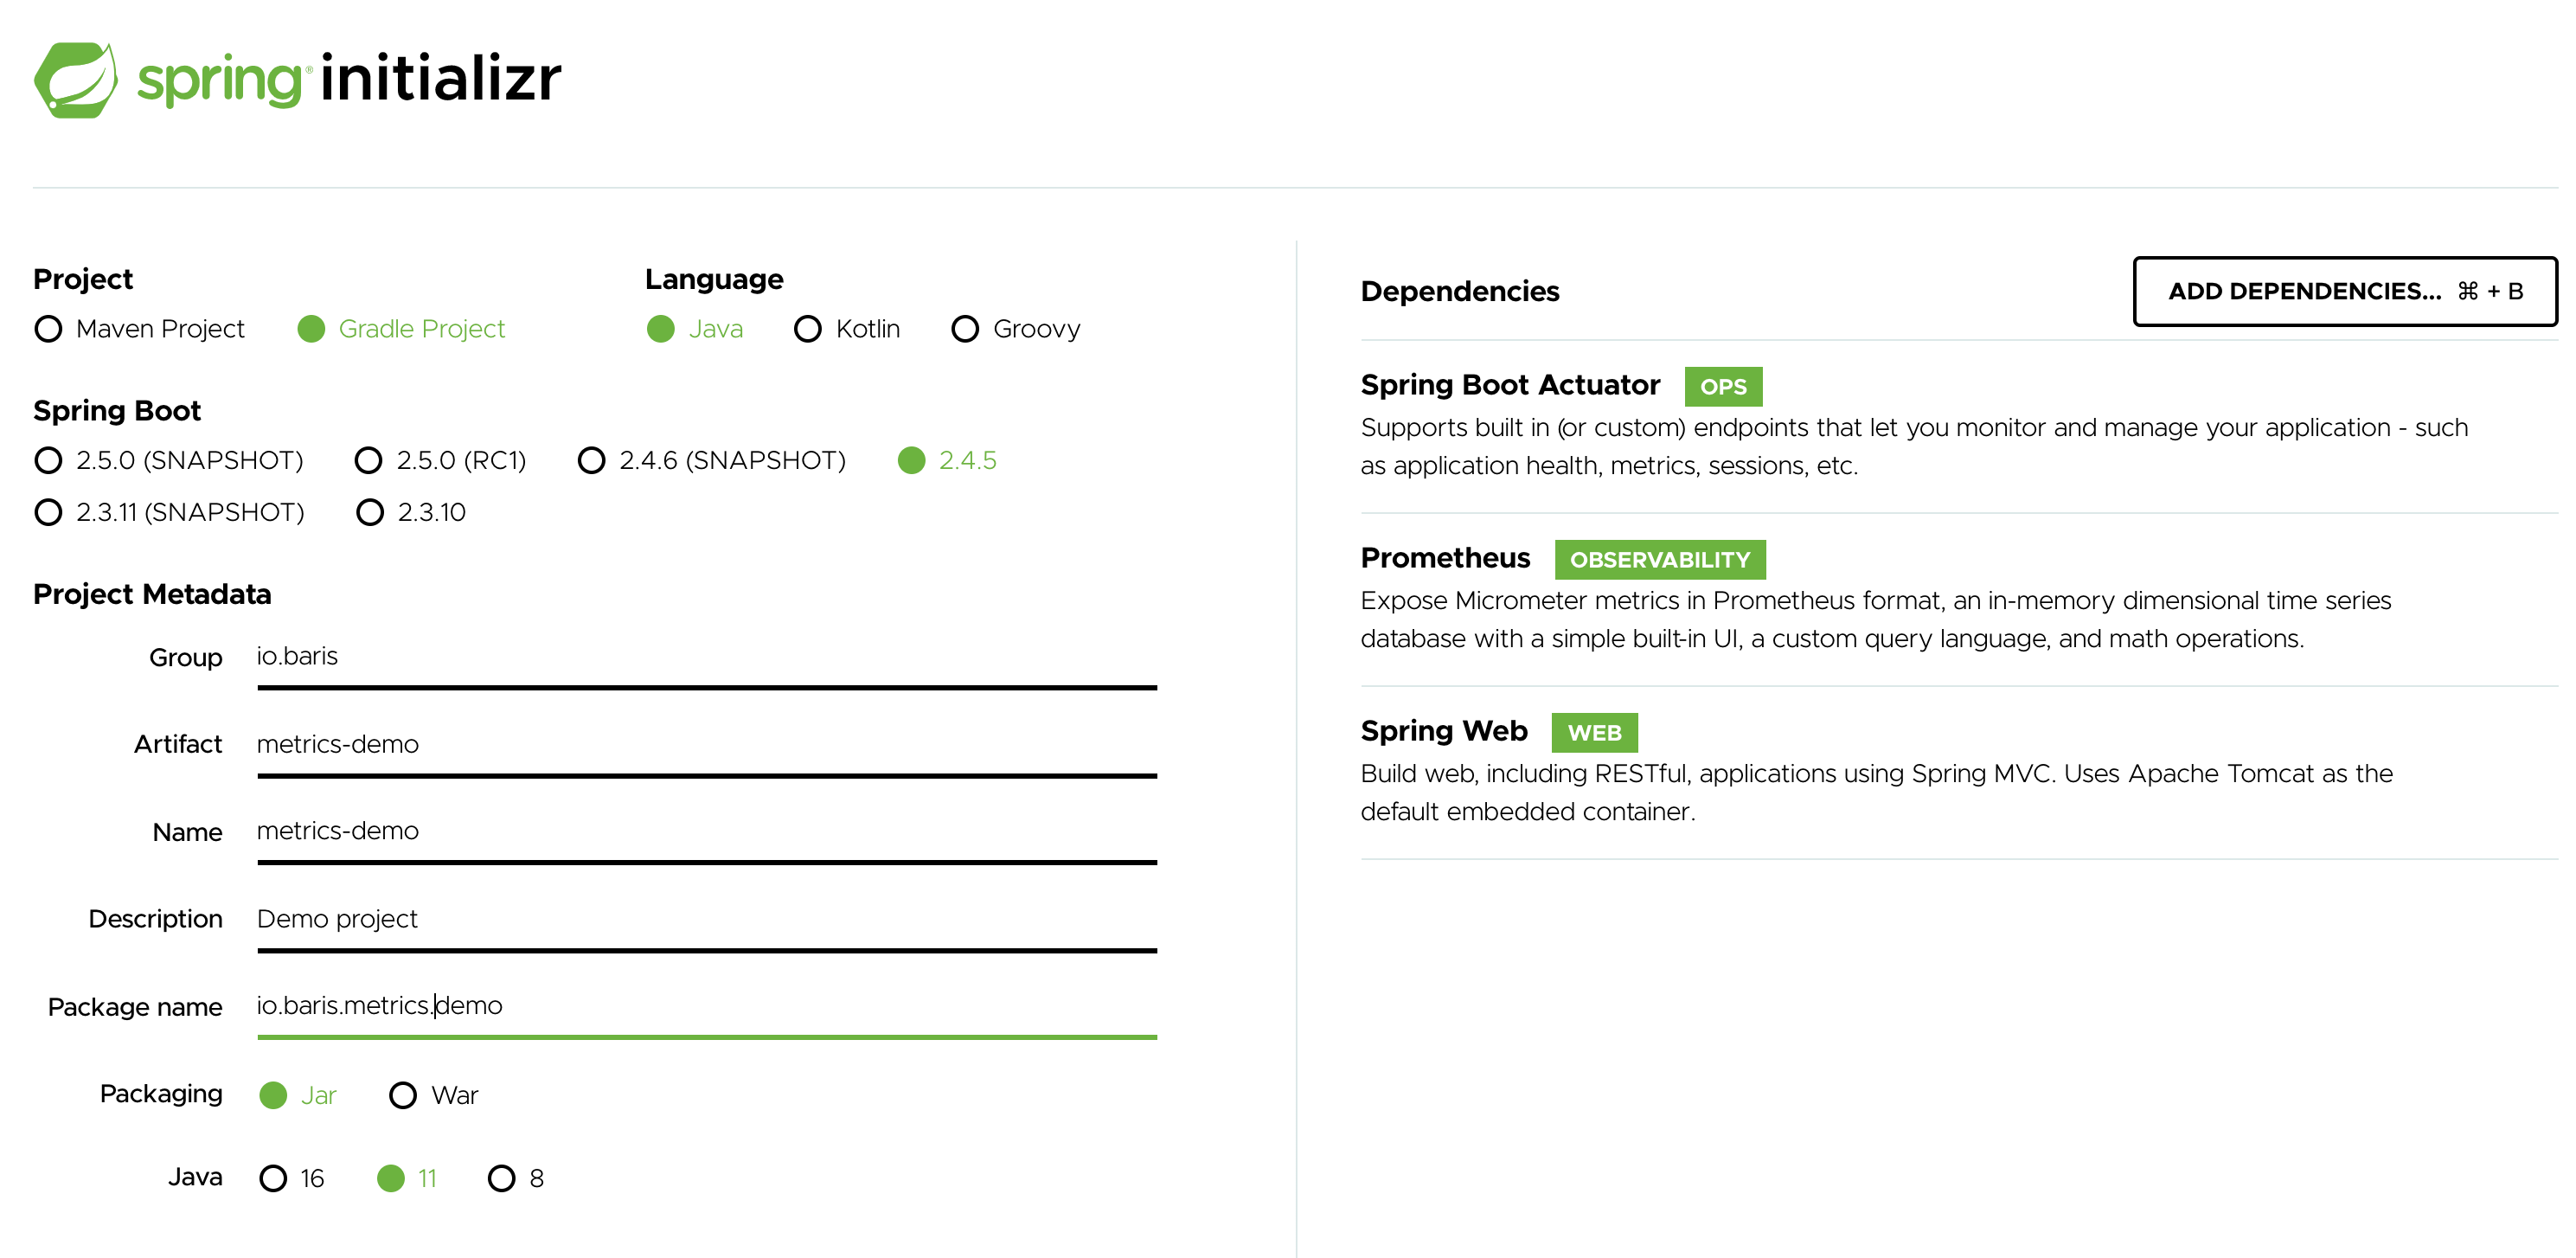 spring® initializr
Project
Maven Project Gradle Project
Language
Java Kotlin Groovy
Spring Boot
2.5.0 (SNAPSHOT) 2.5.0 (RC1) 2.4.6 (SNAPSHOT) 2.4.5
2.3.11 (SNAPSHOT) 2.3.10
Project Metadata
Group io.baris
Artifact metrics-demo
Name metrics-demo
Description Demo project
Package name io.baris.metrics.demo
Packaging Jar War
Java 16 11 8
Dependencies
ADD DEPENDENCIES... ⌘ + B
Spring Boot Actuator OPS
Supports built in (or custom) endpoints that let you monitor and manage your application - such
as application health, metrics, sessions, etc.
Prometheus OBSERVABILITY
Expose Micrometer metrics in Prometheus format, an in-memory dimensional time series
database with a simple built-in UI, a custom query language, and math operations.
Spring Web WEB
Build web, including RESTful, applications using Spring MVC. Uses Apache Tomcat as the
default embedded container.